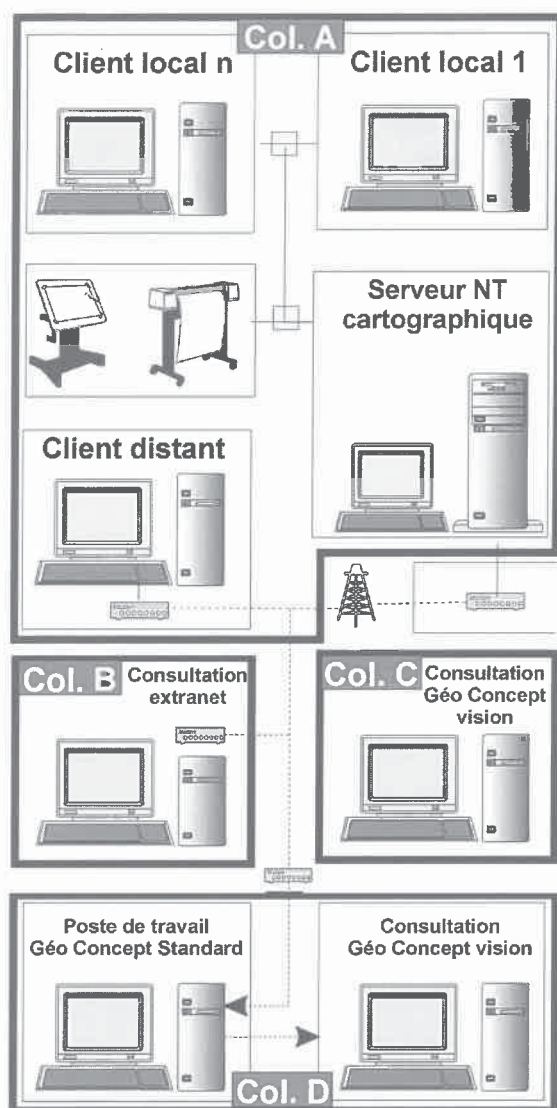 Col. A
Client local n
Client local 1
Serveur NT
cartographique
Client distant
Col. B
Consultation
extranet
Col. C
Consultation
Géo Concept
vision
Poste de travail
Géo Concept Standard
Consultation
Géo Concept vision
Col. D